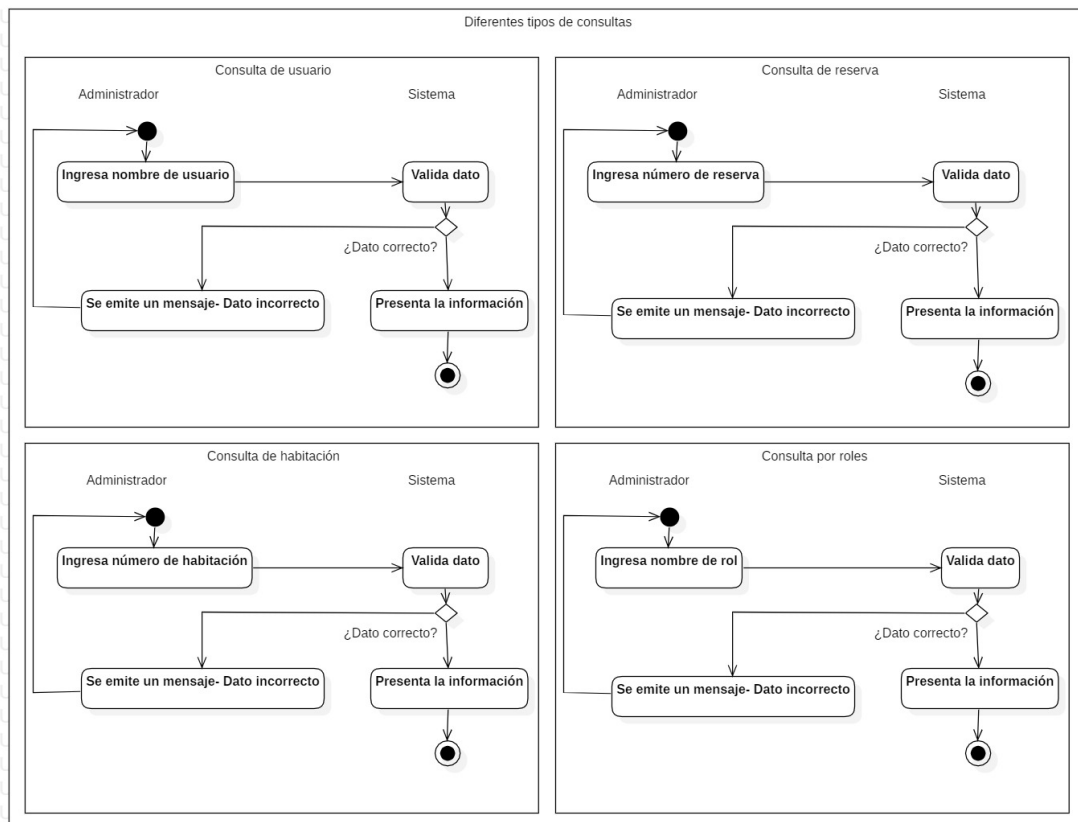 Diferentes tipos de consultas
Consulta de usuario
Administrador
Sistema
Ingresa nombre de usuario
Valida dato
¿Dato correcto?
Se emite un mensaje- Dato incorrecto
Presenta la información
Consulta de reserva
Administrador
Sistema
Ingresa número de reserva
Valida dato
¿Dato correcto?
Se emite un mensaje- Dato incorrecto
Presenta la información
Consulta de habitación
Administrador
Sistema
Ingresa número de habitación
Valida dato
¿Dato correcto?
Se emite un mensaje- Dato incorrecto
Presenta la información
Consulta por roles
Administrador
Sistema
Ingresa nombre de rol
Valida dato
¿Dato correcto?
Se emite un mensaje- Dato incorrecto
Presenta la información